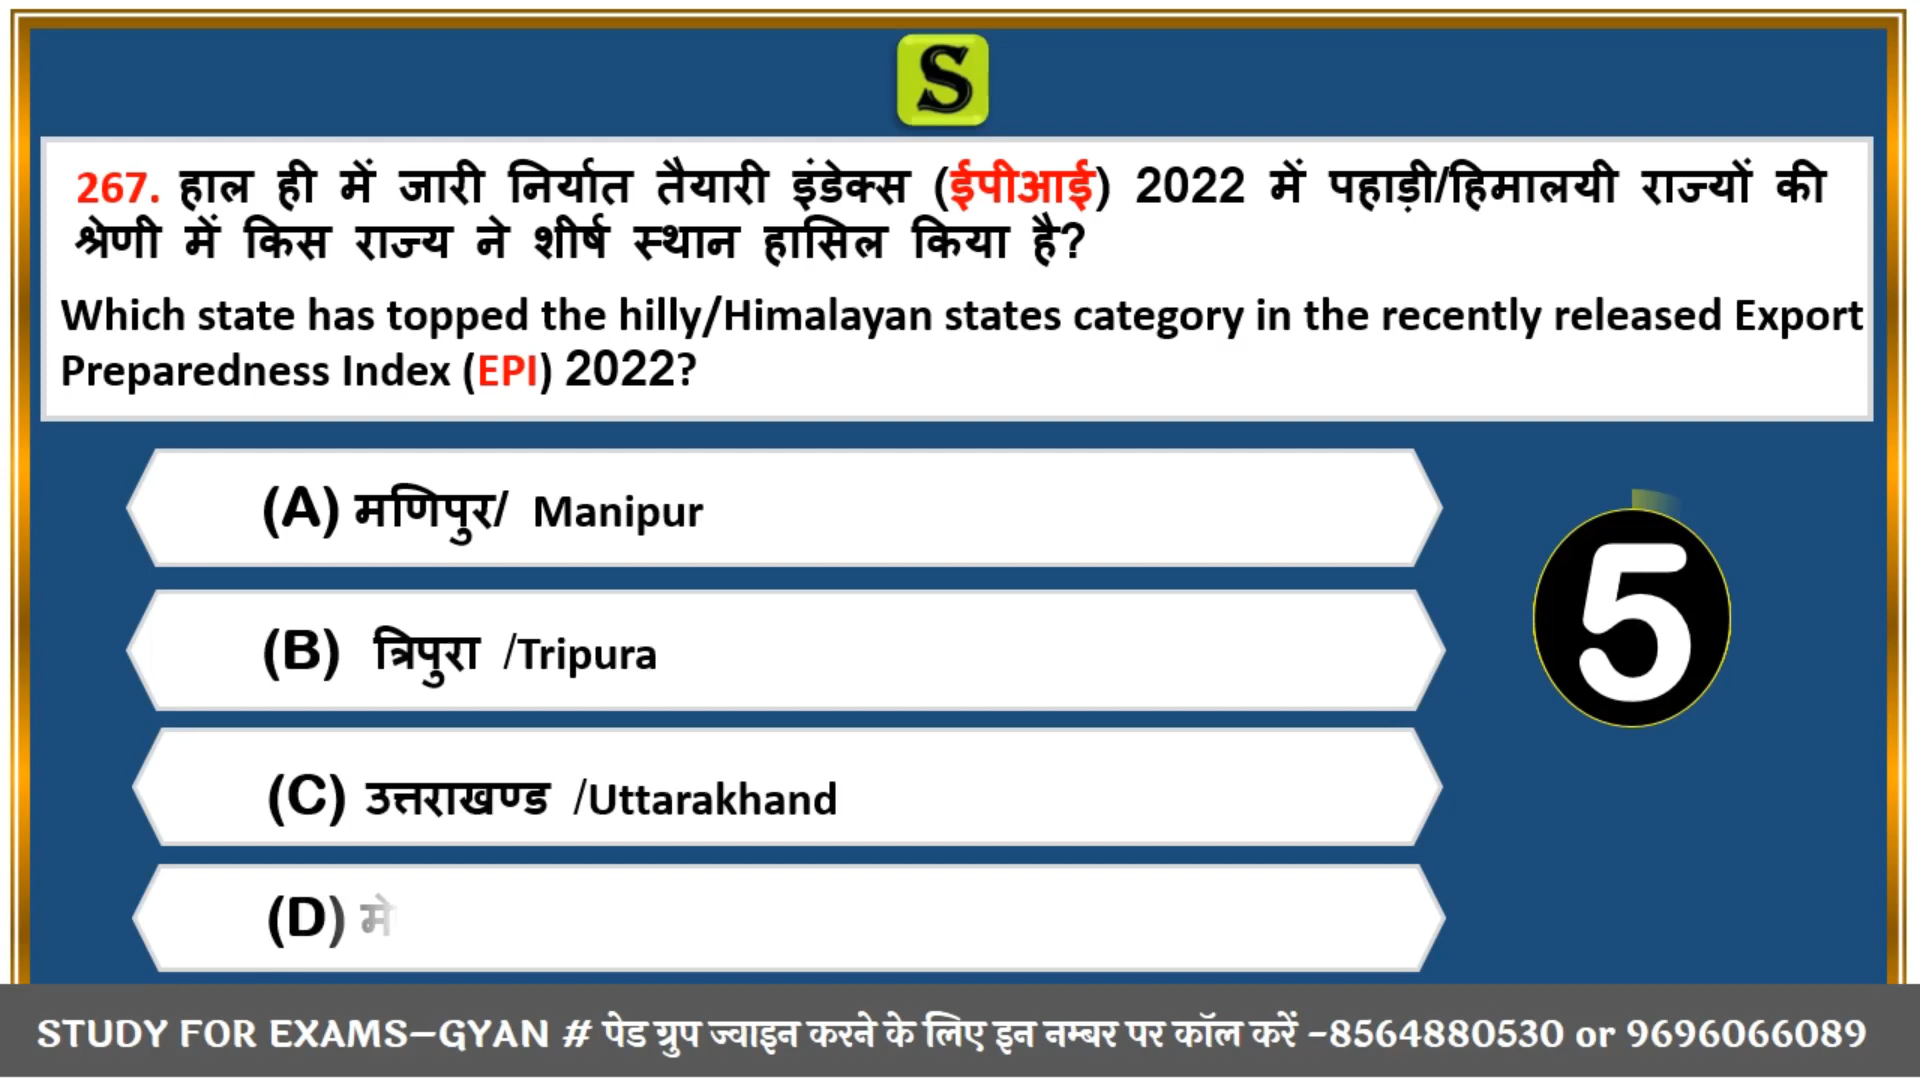 S
267. हाल ही में जारी निर्यात तैयारी इंडेक्स (ईपीआई) 2022 में पहाड़ी/हिमालयी राज्यों की
श्रेणी में किस राज्य ने शीर्ष स्थान हासिल किया है?
Which state has topped the hilly/Himalayan states category in the recently released Export
Preparedness Index (EPI) 2022?
(A) मणिपुर/ Manipur
5
(B) त्रिपुरा /Tripura
(C) उत्तराखण्ड /Uttarakhand
(D) मे
STUDY FOR EXAMS–GYAN # पेड ग्रुप ज्वाइन करने के लिए इन नम्बर पर कॉल करें –8564880530 or 9696066089